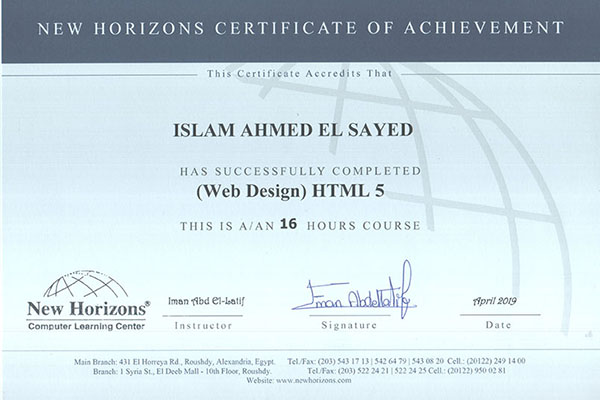 NEW HORIZONS CERTIFICATE OF ACHIEVEMENT
This Certificate Accredits That
ISLAM AHMED EL SAYED
HAS SUCCESSFULLY COMPLETED
(Web Design) HTML 5
THIS IS A/AN 16 HOURS COURSE
New Horizons®
Computer Learning Center
Iman Abd El-Latif
Instructor
Iman Abdellatif
Signature
April 2019
Date
Main Branch: 431 El Horreya Rd., Roushdy, Alexandria, Egypt. Tel./Fax: (203) 543 17 13 | 542 64 79 | 543 08 20 Cell.: (20122) 249 14 00
Branch: 1 Syria St., El Deeb Mall - 10th Floor, Roushdy. Tel./Fax: (203) 522 24 21 | 522 24 25 Cell.: (20122) 950 02 81
Website: www.newhorizons.com